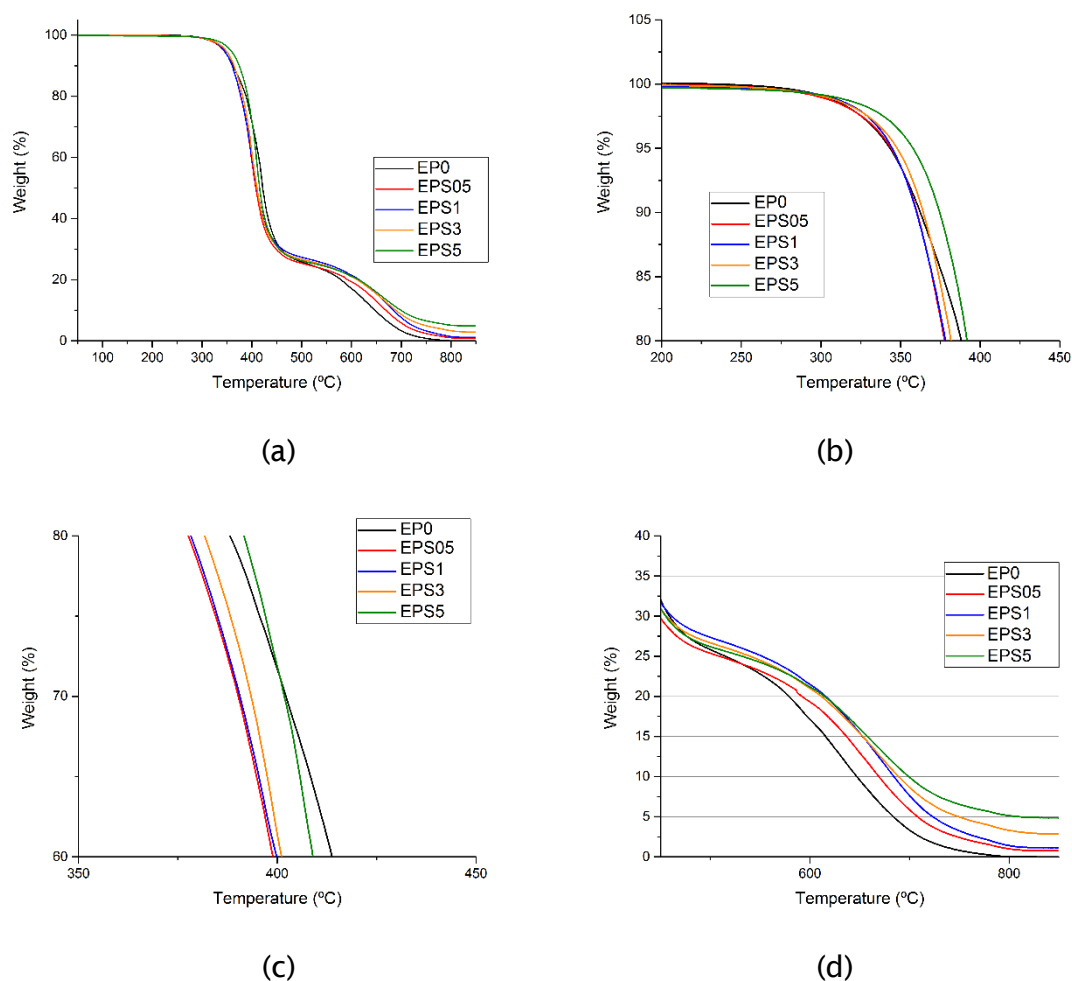 100
80
60
40
20
0
Weight (%)
100 200 300 400 500 600 700 800
Temperature (ºC)
EP0
EPS05
EPS1
EPS3
EPS5
(a)
105
100
95
90
85
80
Weight (%)
200 250 300 350 400 450
Temperature (ºC)
EP0
EPS05
EPS1
EPS3
EPS5
(b)
80
70
60
Weight (%)
350 400 450
Temperature (ºC)
EP0
EPS05
EPS1
EPS3
EPS5
(c)
40
35
30
25
20
15
10
5
0
Weight (%)
600 800
Temperature (ºC)
EP0
EPS05
EPS1
EPS3
EPS5
(d)